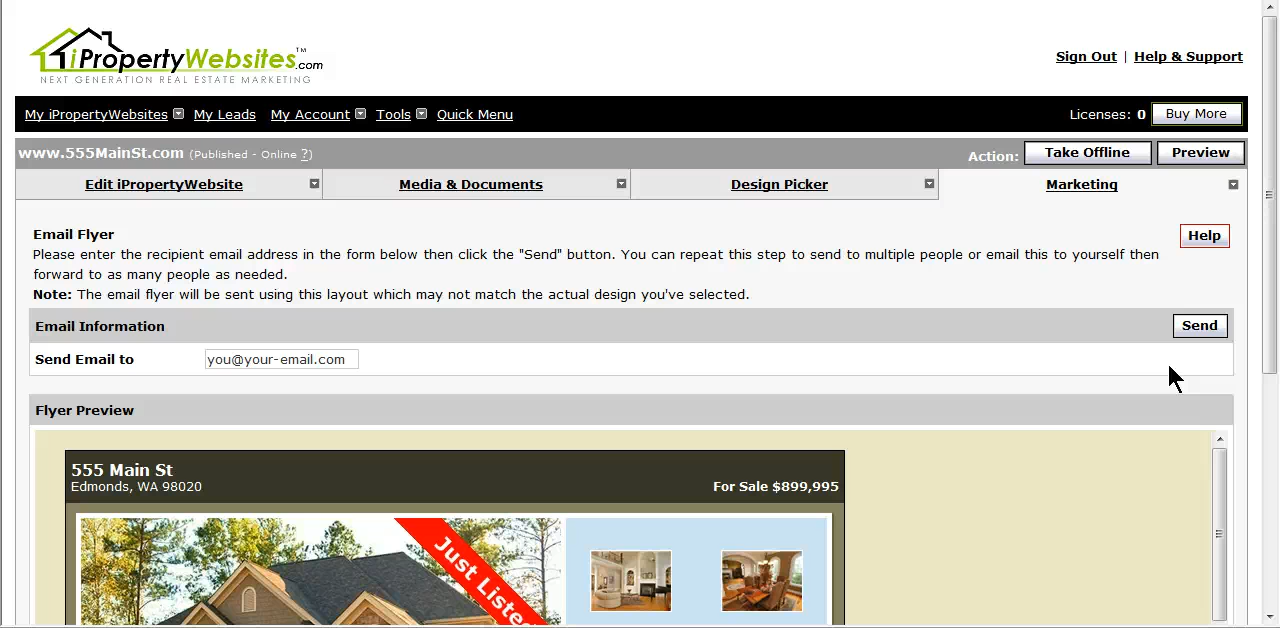 iPropertyWebsites.com™
NEXT GENERATION REAL ESTATE MARKETING
Sign Out | Help & Support
My iPropertyWebsites My Leads My Account Tools Quick Menu Licenses: 0 Buy More
www.555MainSt.com (Published - Online ?) Action: Take Offline Preview
Edit iPropertyWebsite Media & Documents Design Picker Marketing
Email Flyer Help
Please enter the recipient email address in the form below then click the "Send" button. You can repeat this step to send to multiple people or email this to yourself then
forward to as many people as needed.
Note: The email flyer will be sent using this layout which may not match the actual design you've selected.
Email Information Send
Send Email to you@your-email.com
Flyer Preview
555 Main St
Edmonds, WA 98020 For Sale $899,995
Just Listed